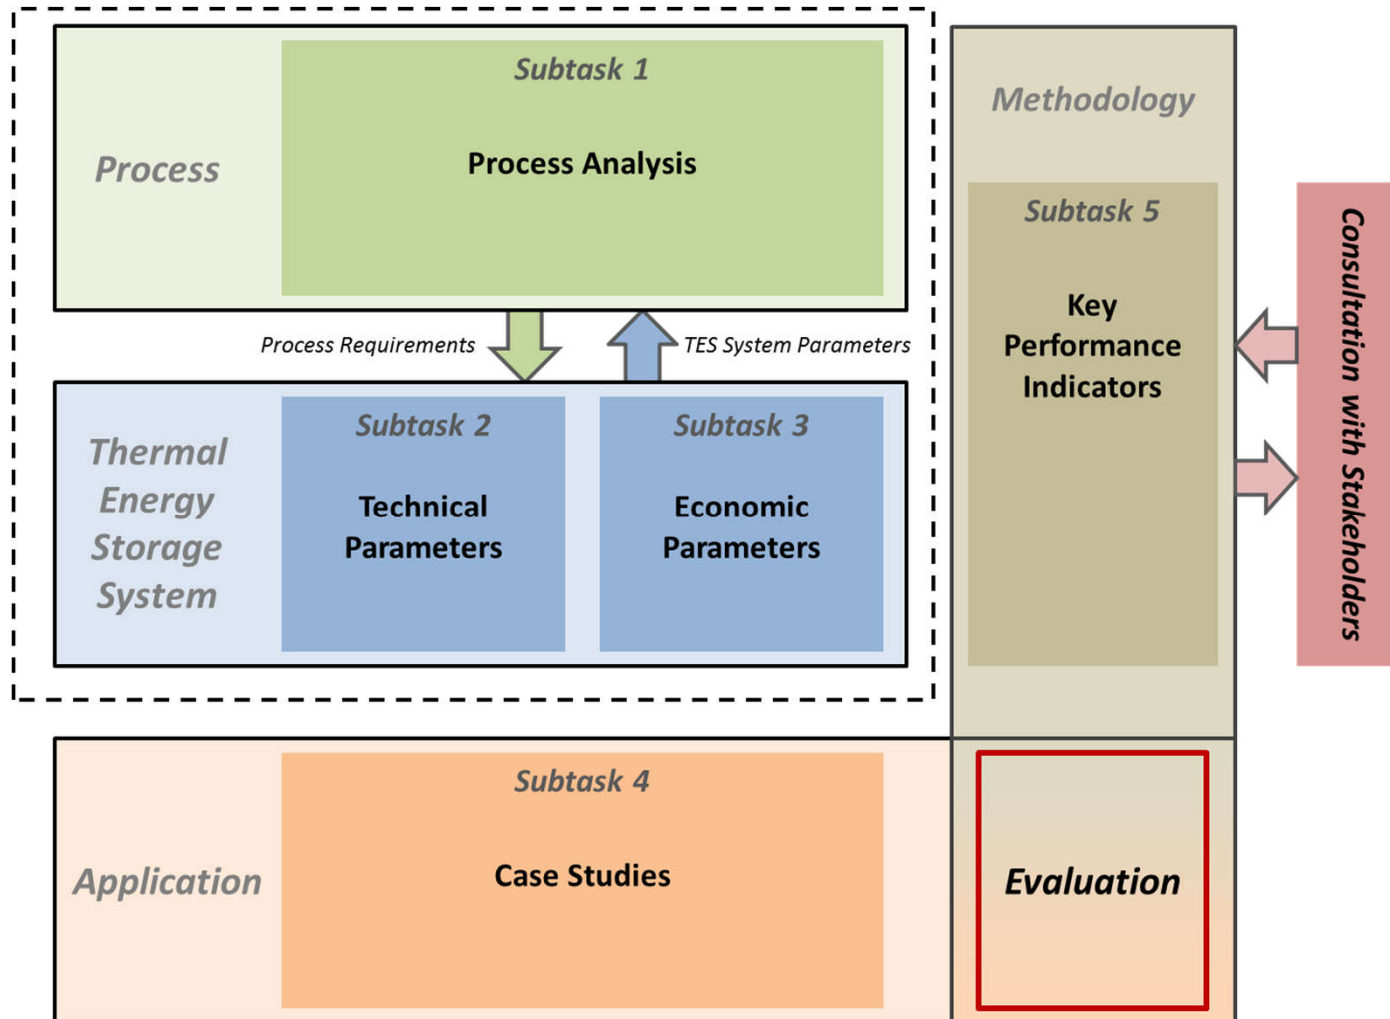 Process
Subtask 1
Process Analysis
Process Requirements
TES System Parameters
Thermal
Energy
Storage
System
Subtask 2
Technical
Parameters
Subtask 3
Economic
Parameters
Methodology
Subtask 5
Key
Performance
Indicators
Consultation with Stakeholders
Application
Subtask 4
Case Studies
Evaluation